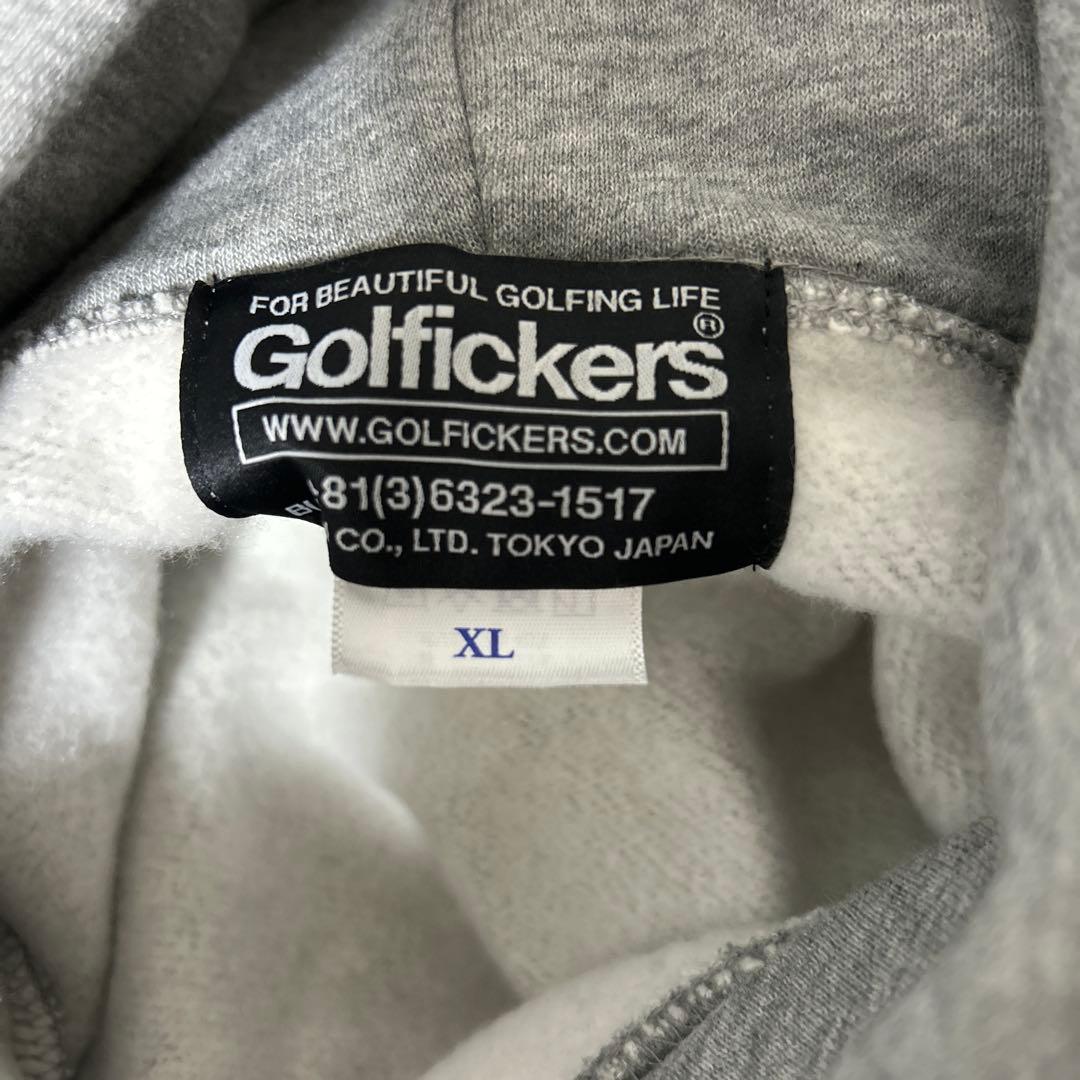 FOR BEAUTIFUL GOLFING LIFE
Golfickers®
WWW.GOLFICKERS.COM
81(3)6323-1517
CO., LTD. TOKYO JAPAN
XL